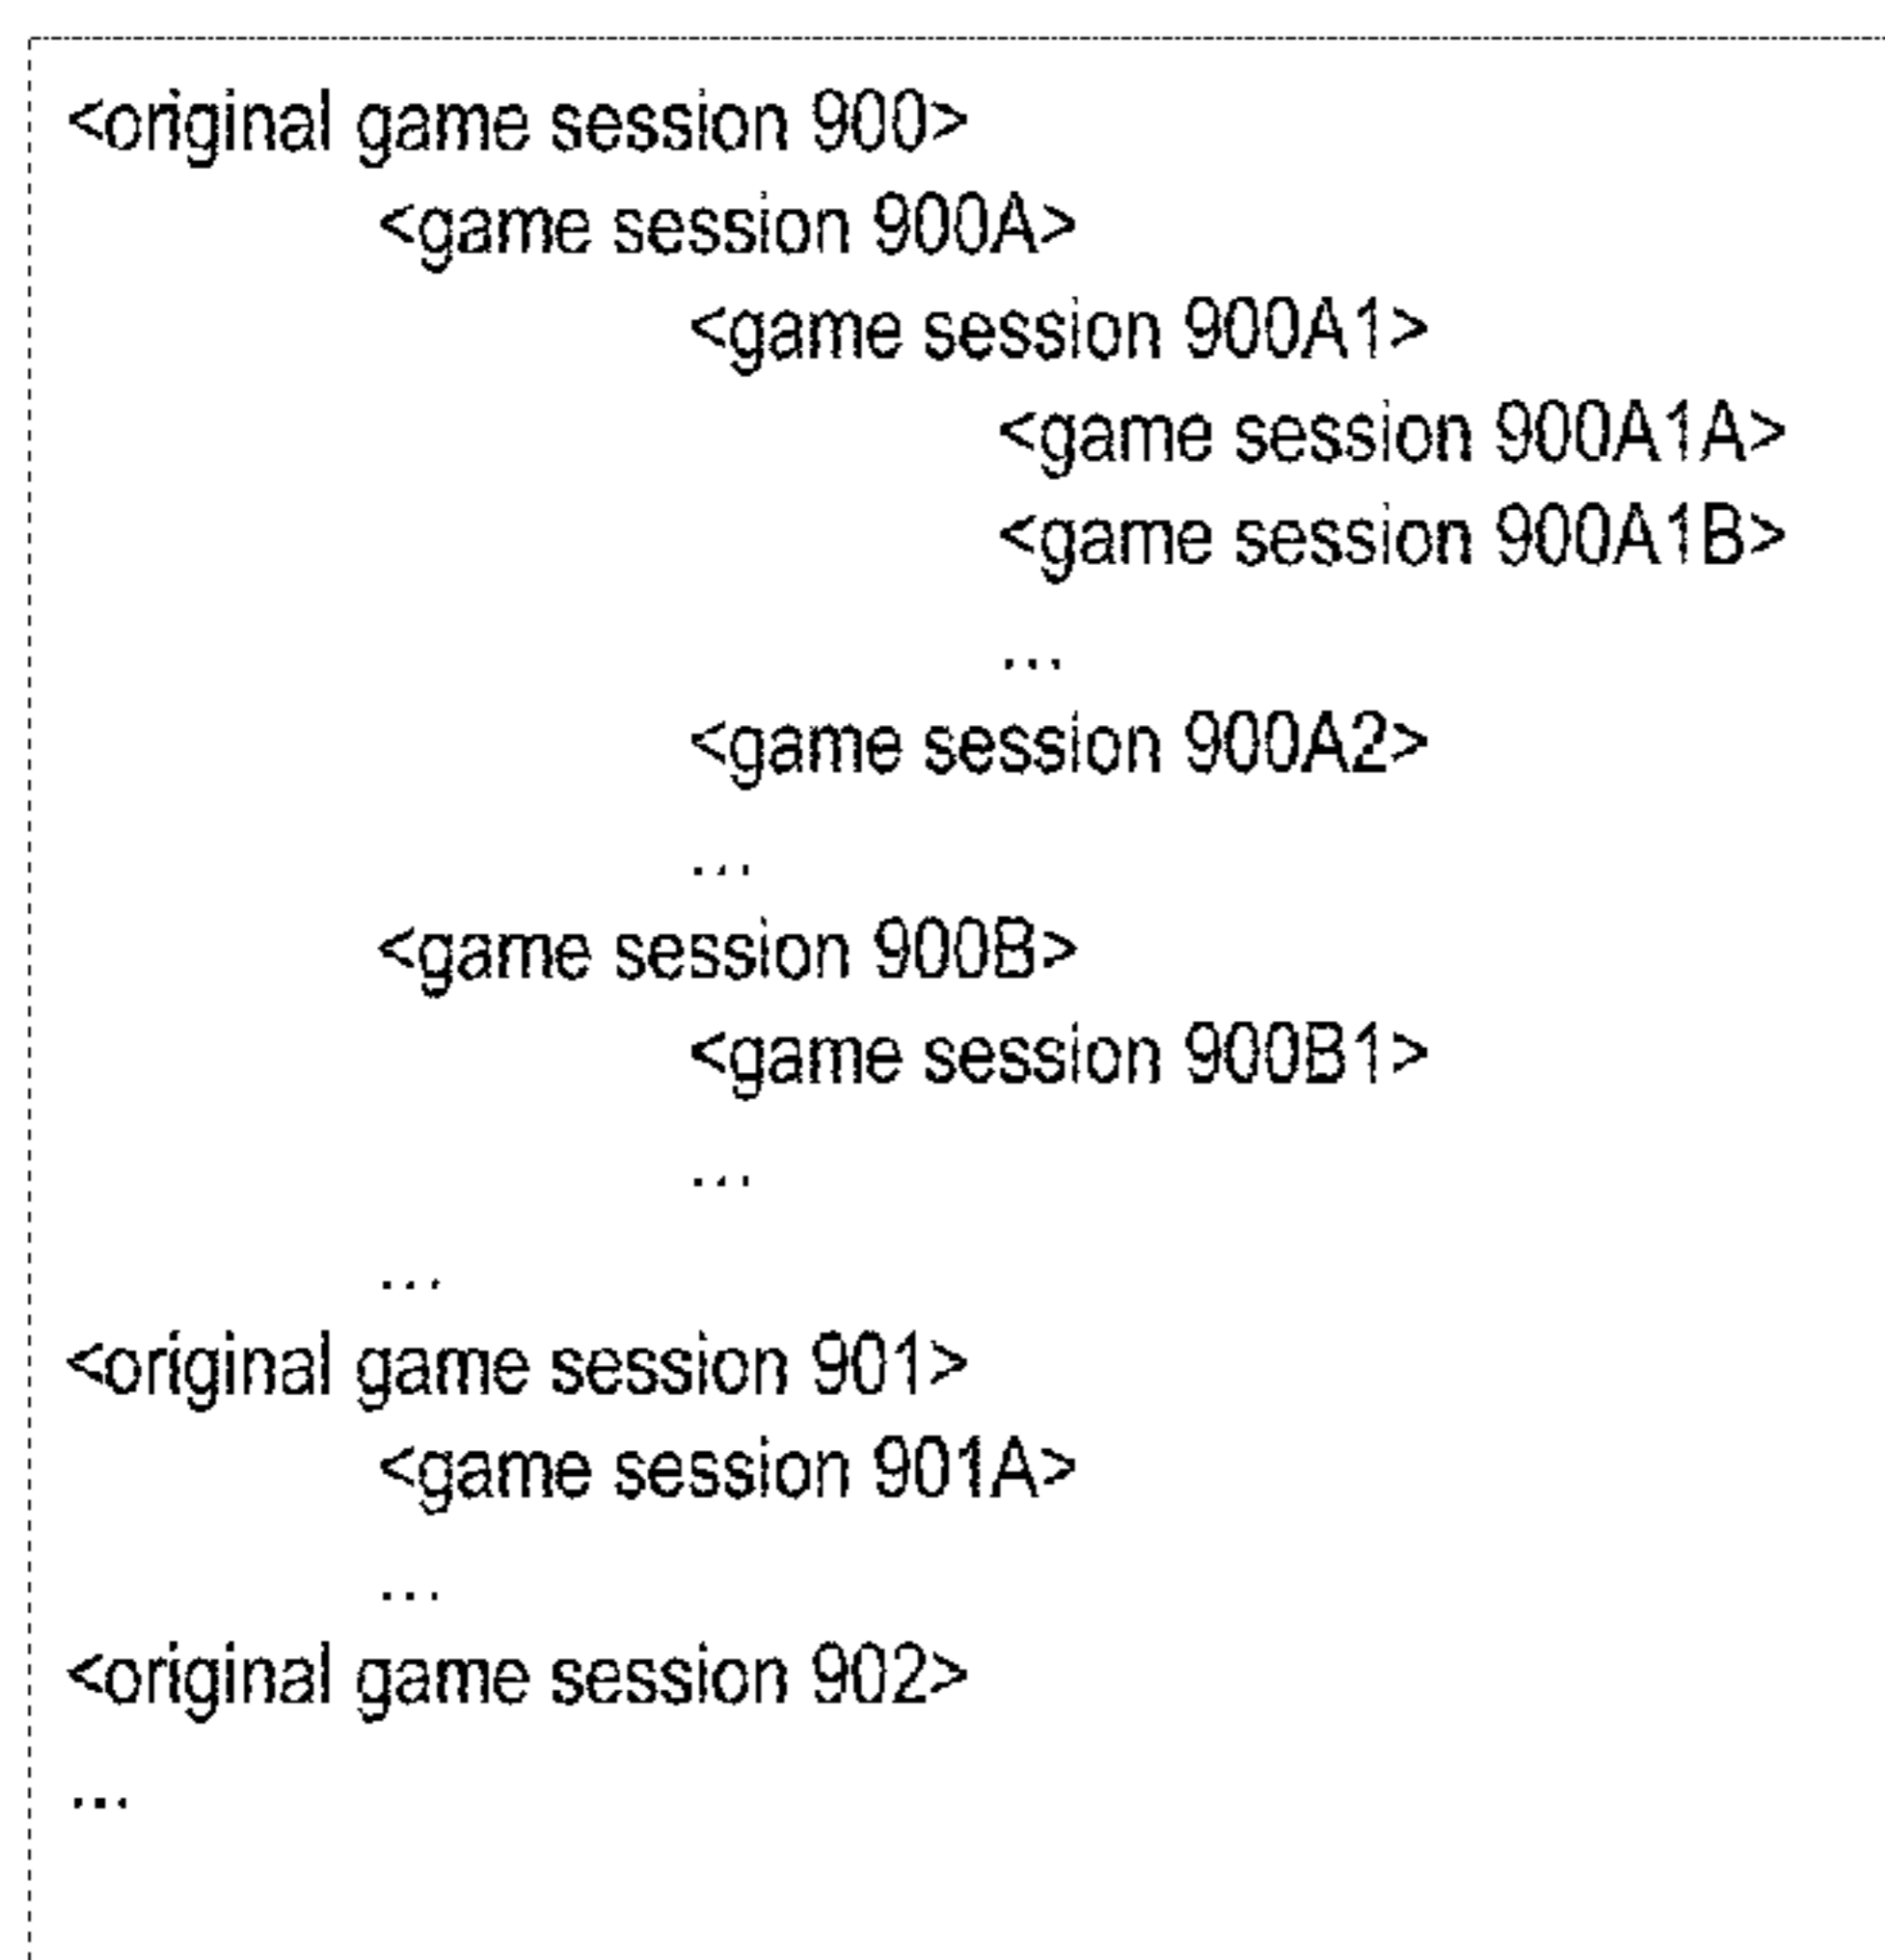 <original game session 900>
<game session 900A>
<game session 900A1>
<game session 900A1A>
<game session 900A1B>
...
<game session 900A2>
...
<game session 900B>
<game session 900B1>
...
...
<original game session 901>
<game session 901A>
...
<original game session 902>
...